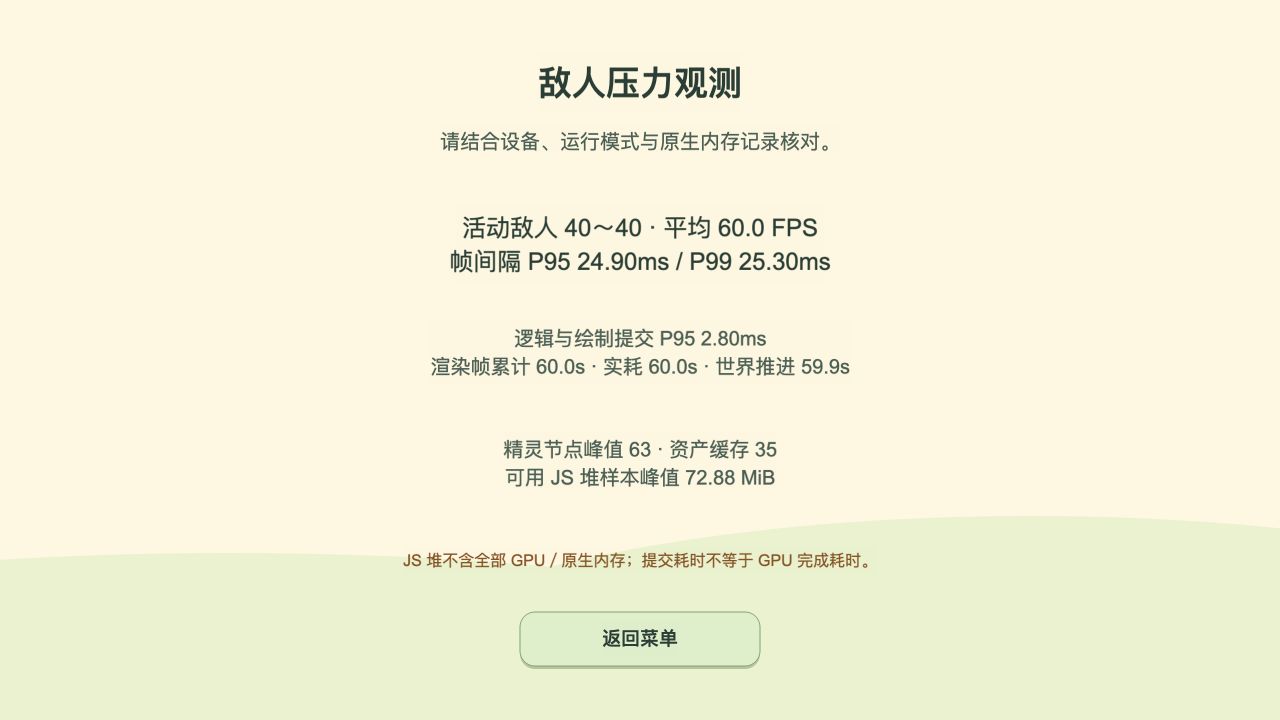 敌人压力观测
请结合设备、运行模式与原生内存记录核对。
活动敌人 40～40 · 平均 60.0 FPS
帧间隔 P95 24.90ms / P99 25.30ms
逻辑与绘制提交 P95 2.80ms
渲染帧累计 60.0s · 实耗 60.0s · 世界推进 59.9s
精灵节点峰值 63 · 资产缓存 35
可用 JS 堆样本峰值 72.88 MiB
JS 堆不含全部 GPU / 原生内存；提交耗时不等于 GPU 完成耗时。
返回菜单